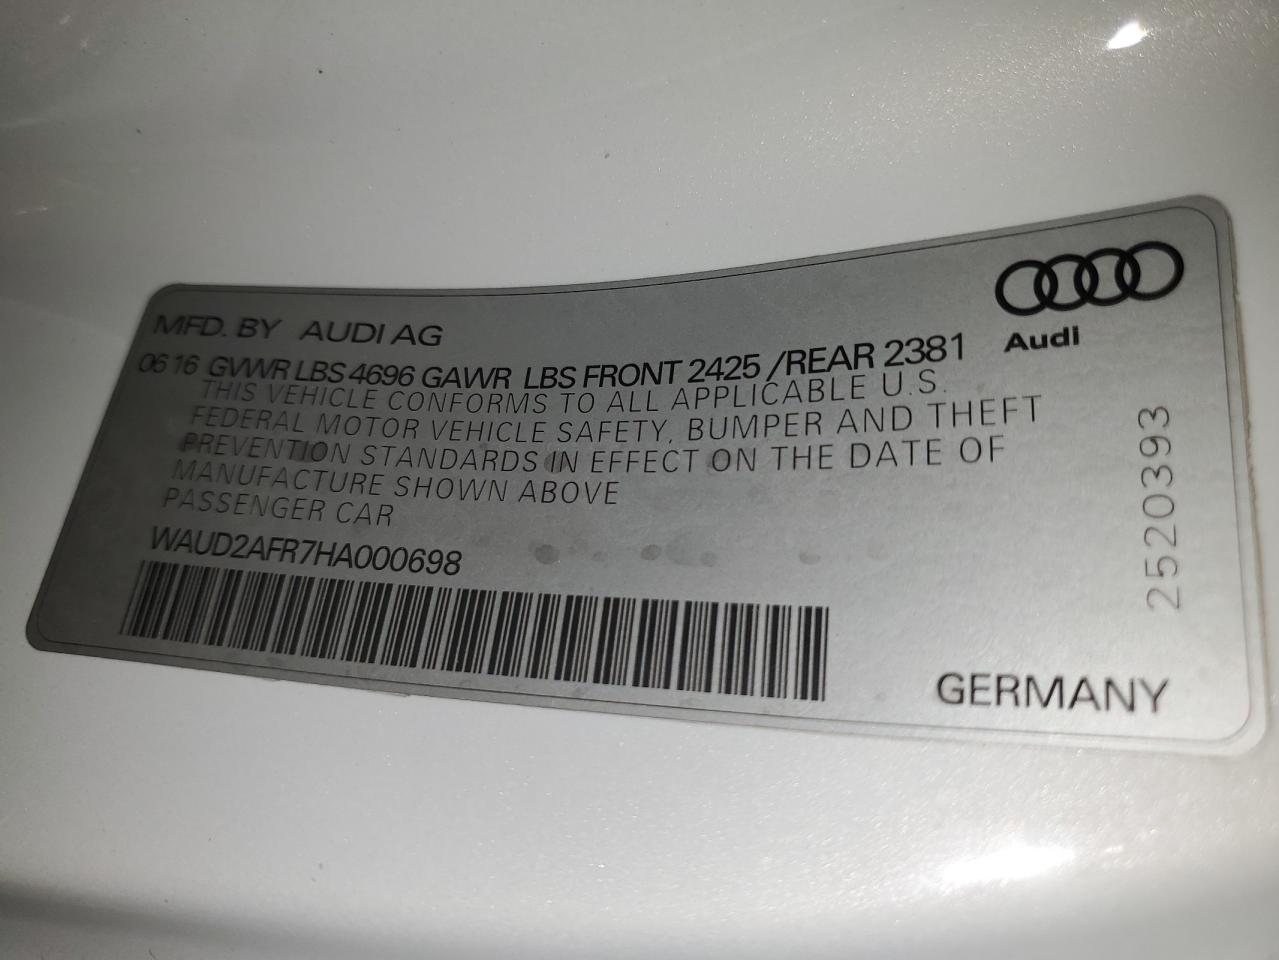 MFD. BY AUDI AG
Audi
06 16 GVWR LBS 4696 GAWR LBS FRONT 2425 /REAR 2381
THIS VEHICLE CONFORMS TO ALL APPLICABLE U.S.
FEDERAL MOTOR VEHICLE SAFETY, BUMPER AND THEFT
PREVENTION STANDARDS IN EFFECT ON THE DATE OF
MANUFACTURE SHOWN ABOVE
PASSENGER CAR
WAUD2AFR7HA000698
2520393
GERMANY